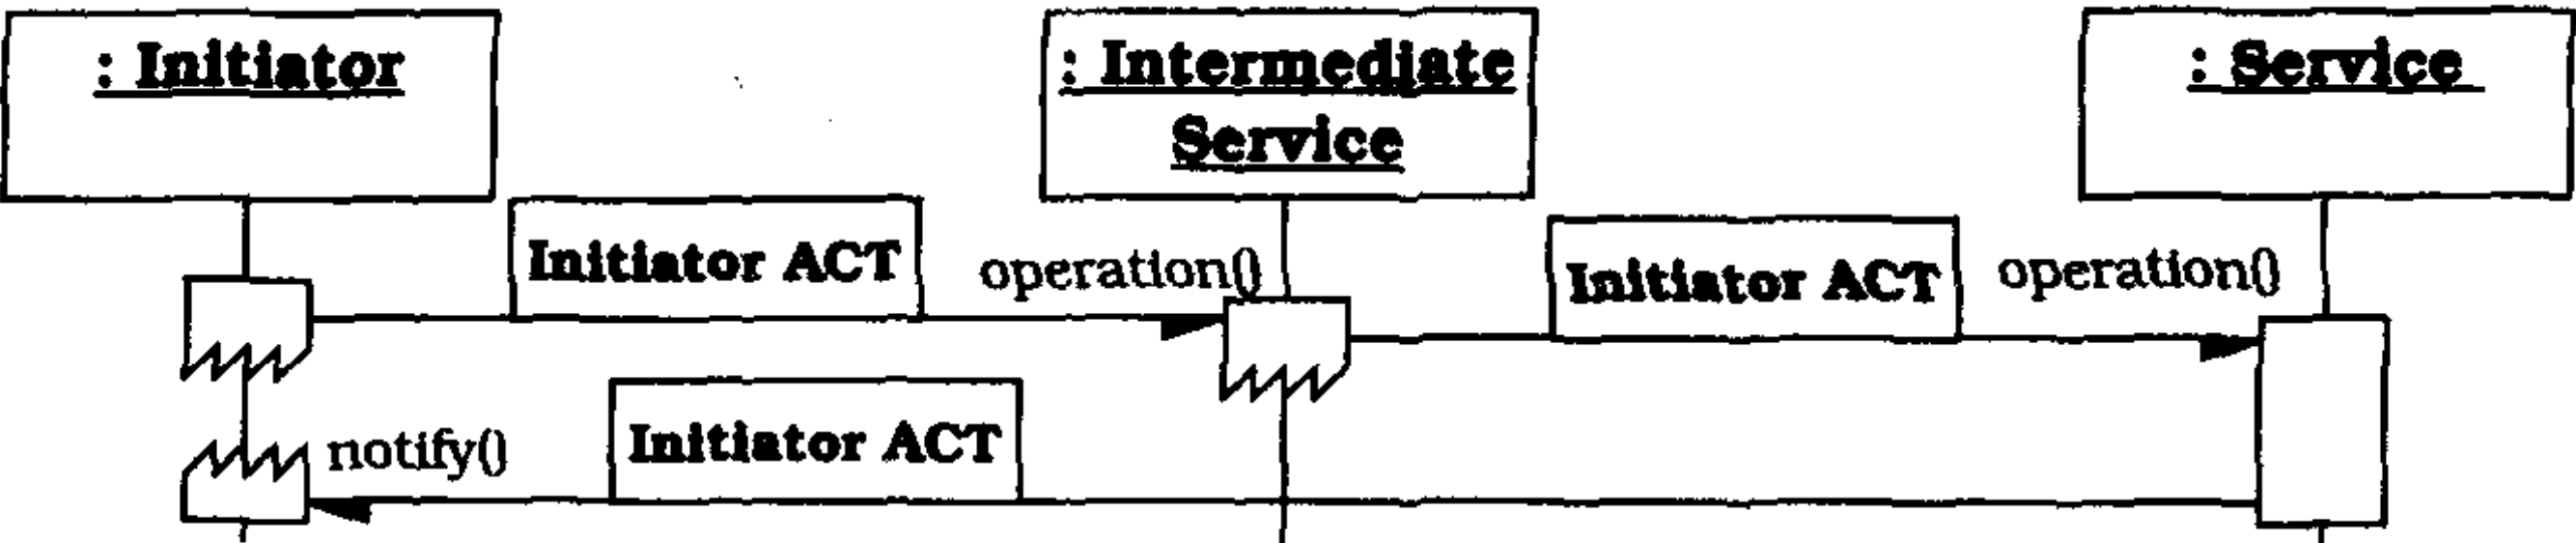 : Initiator
: Intermediate
Service
: Service
Initiator ACT
operation()
Initiator ACT
operation()
notify()
Initiator ACT